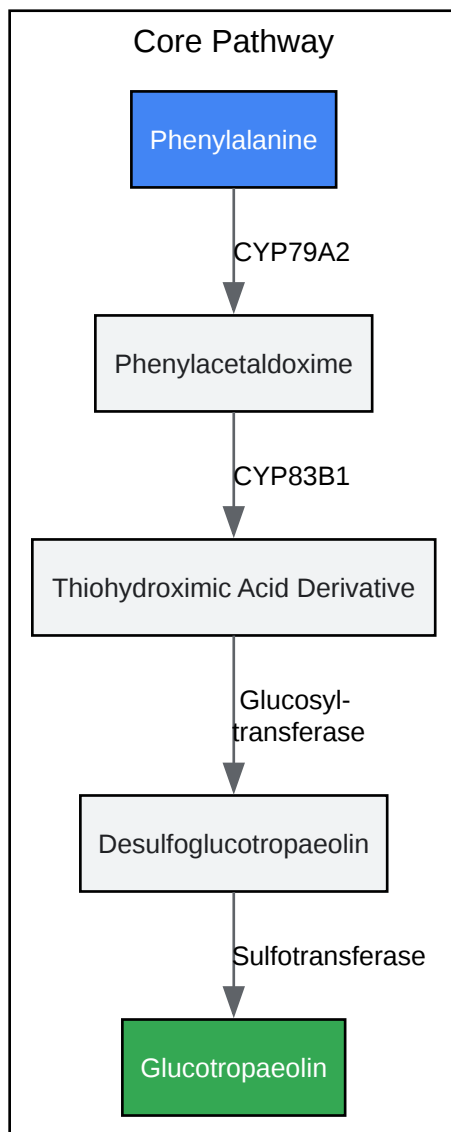 Core Pathway
Phenylalanine
CYP79A2
Phenylacetaldoxime
CYP83B1
Thiohydroximic Acid Derivative
Glucosyl-
transferase
Desulfoglucotropaeolin
Sulfotransferase
Glucotropaeolin